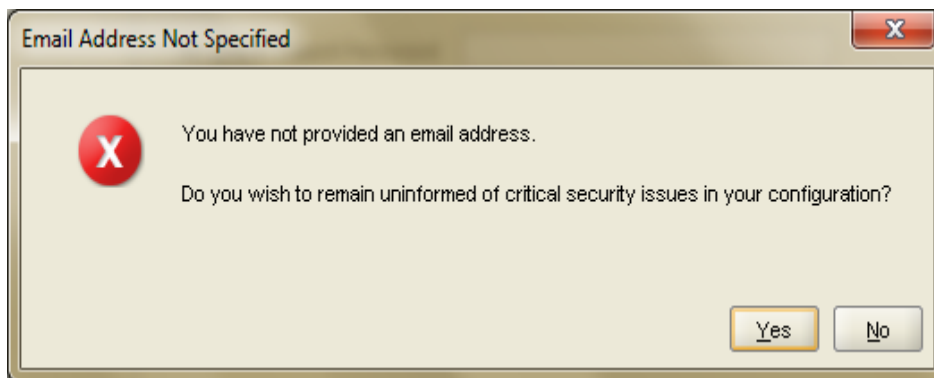 Email Address Not Specified
You have not provided an email address.
Do you wish to remain uninformed of critical security issues in your configuration?
Yes
No